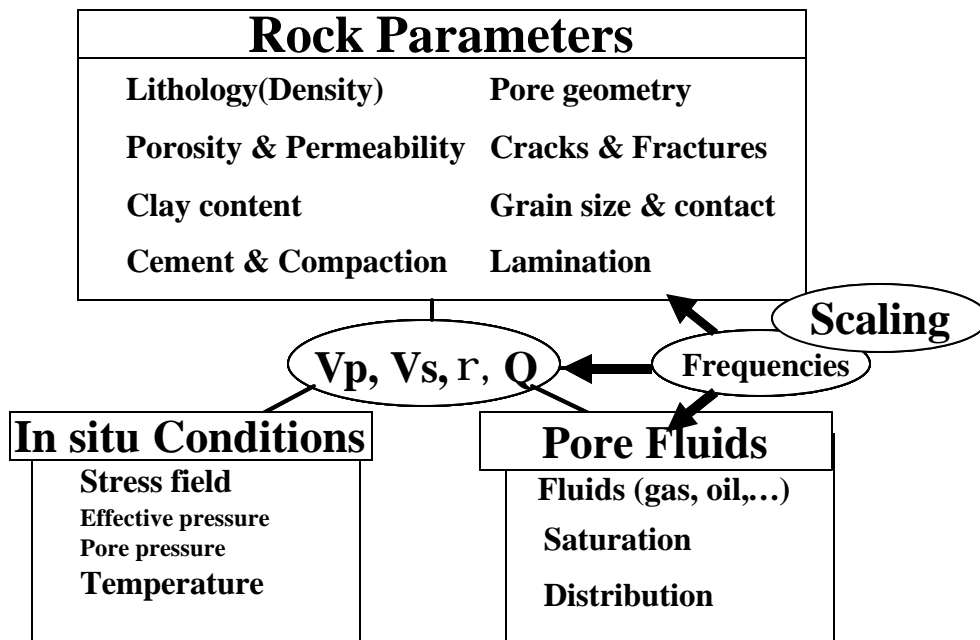 Rock Parameters
Lithology(Density)
Pore geometry
Porosity & Permeability
Cracks & Fractures
Clay content
Grain size & contact
Cement & Compaction
Lamination
Scaling
Vp, Vs, r, Q
Frequencies
In situ Conditions
Stress field
Effective pressure
Pore pressure
Temperature
Pore Fluids
Fluids (gas, oil,…)
Saturation
Distribution